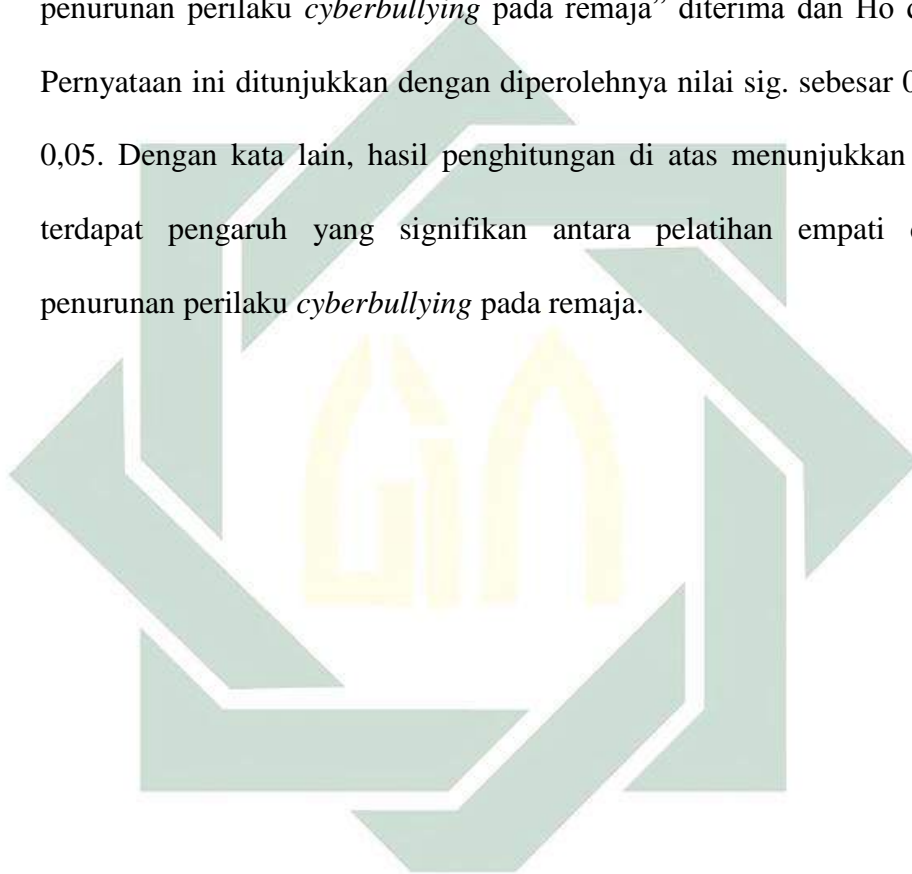 penurunan perilaku cyberbullying pada remaja” diterima dan Ho
Pernyataan ini ditunjukkan dengan diperolehnya nilai sig. sebesar
0,05. Dengan kata lain, hasil penghitungan di atas menunjukkan
terdapat pengaruh yang signifikan antara pelatihan empati
penurunan perilaku cyberbullying pada remaja.